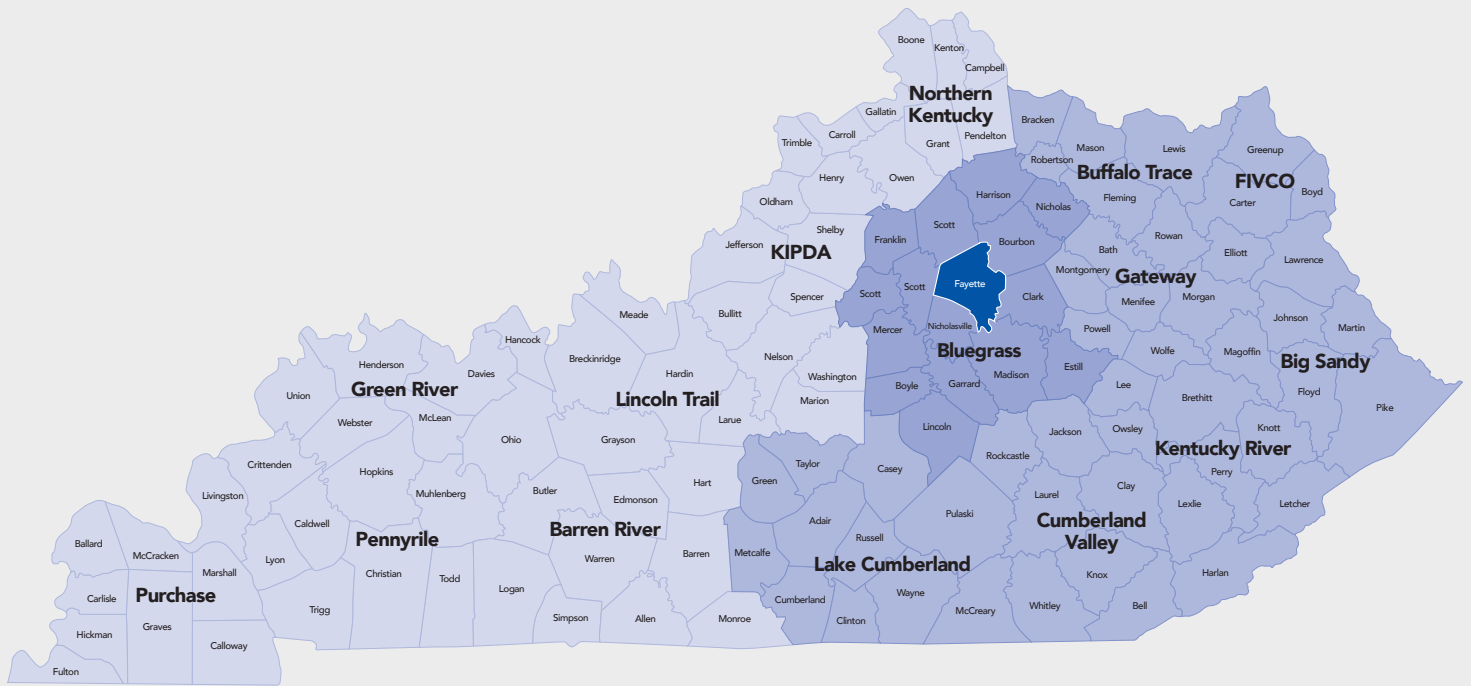 Boone
Kenton
Campbell
Northern
Kentucky
Gallatin
Carroll
Trimble
Grant
Pendelton
Owen
Henry
Oldham
Shelby
Jefferson
KIPDA
Spencer
Bullitt
Bracken
Mason
Lewis
Robertson
Buffalo Trace
Fleming
Greenup
FIVCO
Boyd
Carter
Elliott
Lawrence
Harrison
Nicholas
Scott
Bourbon
Franklin
Fayette
Scott
Scott
Clark
Nicholasville
Mercer
Bluegrass
Madison
Estill
Boyle
Garrard
Lincoln
Rowan
Bath
Montgomery
Gateway
Menifee
Morgan
Powell
Wolfe
Magoffin
Johnson
Martin
Big Sandy
Floyd
Pike
Lee
Brethitt
Owsley
Knott
Kentucky River
Perry
Lexlie
Letcher
Meade
Hancock
Breckinridge
Hardin
Nelson
Washington
Marion
Lincoln Trail
Larue
Grayson
Henderson
Davies
Green River
Union
Webster
McLean
Ohio
Crittenden
Hopkins
Livingston
Muhlenberg
Caldwell
Lyon
Pennyrile
Christian
Todd
Trigg
Butler
Edmonson
Hart
Barren River
Warren
Barren
Logan
Simpson
Allen
Monroe
Ballard
McCracken
Marshall
Carlisle
Purchase
Hickman
Graves
Calloway
Fulton
Taylor
Green
Casey
Adair
Russell
Pulaski
Metcalfe
Lake Cumberland
Cumberland
Clinton
Wayne
McCreary
Rockcastle
Jackson
Laurel
Clay
Cumberland
Valley
Knox
Whitley
Bell
Harlan